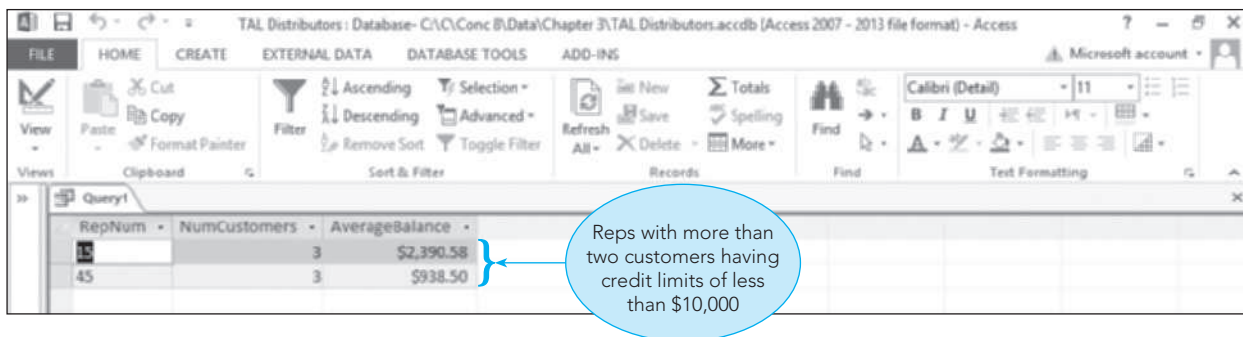 TAL Distributors : Database- C:\C\Conc 8\Data\Chapter 3\TAL Distributors.accdb (Access 2007 - 2013 file format) - Access ?
FILE HOME CREATE EXTERNAL DATA DATABASE TOOLS ADD-INS Microsoft account
View
Views
Paste
Cut
Copy
Format Painter
Clipboard
Filter
Ascending
Descending
Remove Sort
Selection
Advanced
Toggle Filter
Sort & Filter
Refresh
All
New
Save
Delete
Totals
Spelling
More
Records
Find
Find
Calibri (Detail) 11
B I U
A
Text Formatting
Query1
RepNum NumCustomers AverageBalance
15 3 $2,390.58
45 3 $938.50
Reps with more than
two customers having
credit limits of less
than $10,000